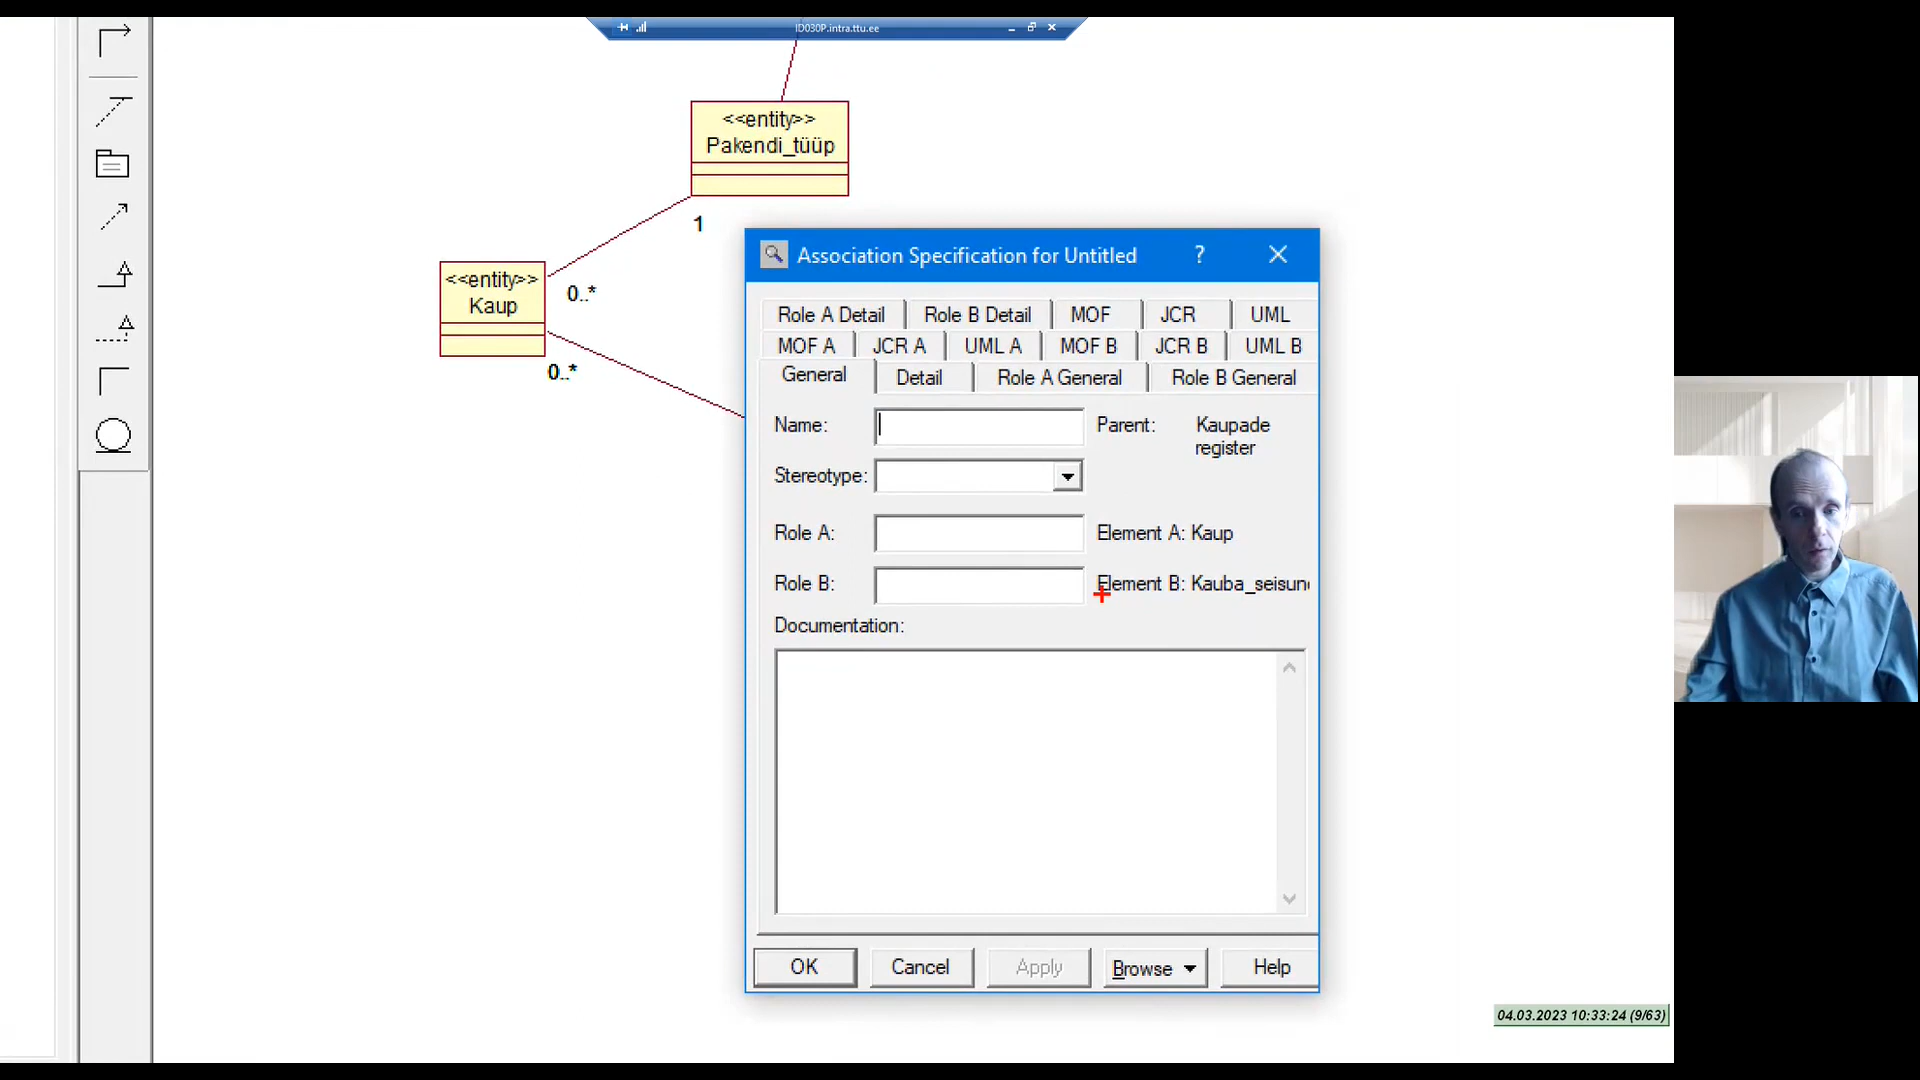 ID030P.intra.ttu.ee
<<entity>>
Pakendi_tüüp
1
<<entity>>
Kaup
0..*
0..*
Association Specification for Untitled
Role A Detail
Role B Detail
MOF
JCR
UML
MOF A
JCR A
UML A
MOF B
JCR B
UML B
General
Detail
Role A General
Role B General
Name:
Parent:
Kaupade
register
Stereotype:
Role A:
Element A: Kaup
Role B:
Element B: Kauba_seisun
Documentation:
OK
Cancel
Apply
Browse
Help
04.03.2023 10:33:24 (9/63)